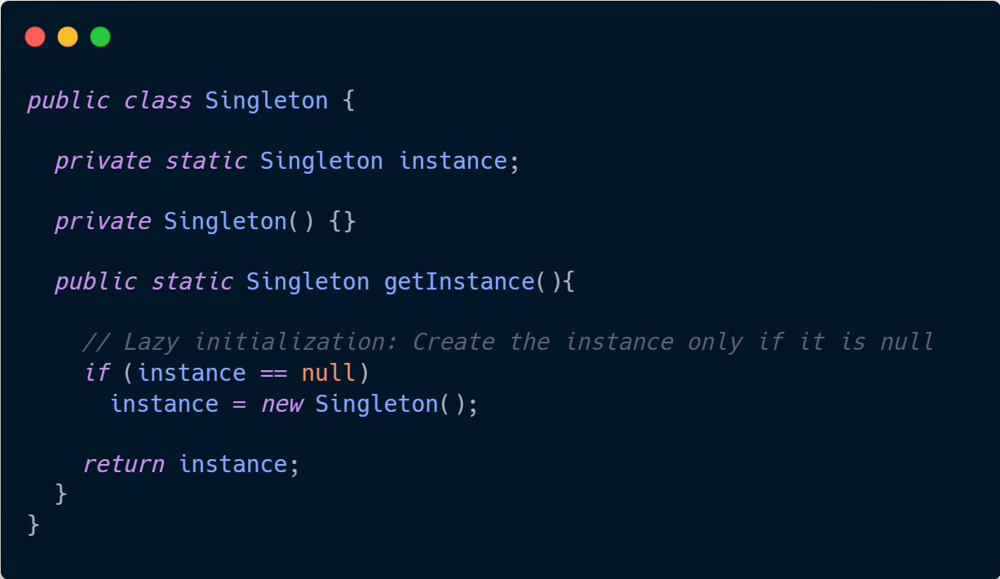 public class Singleton {
  private static Singleton instance;
  private Singleton() {}
  public static Singleton getInstance(){
    // Lazy initialization: Create the instance only if it is null
    if (instance == null)
      instance = new Singleton();
    return instance;
  }
}